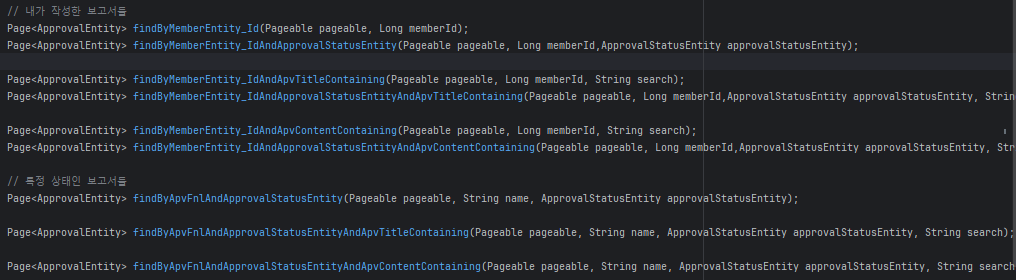 // 내가 작성한 보고서들
Page<ApprovalEntity> findByMemberEntity_Id(Pageable pageable, Long memberId);
Page<ApprovalEntity> findByMemberEntity_IdAndApprovalStatusEntity(Pageable pageable, Long memberId,ApprovalStatusEntity approvalStatusEntity);
Page<ApprovalEntity> findByMemberEntity_IdAndApvTitleContaining(Pageable pageable, Long memberId, String search);
Page<ApprovalEntity> findByMemberEntity_IdAndApprovalStatusEntityAndApvTitleContaining(Pageable pageable, Long memberId,ApprovalStatusEntity approvalStatusEntity, Strin
Page<ApprovalEntity> findByMemberEntity_IdAndApvContentContaining(Pageable pageable, Long memberId, String search);
Page<ApprovalEntity> findByMemberEntity_IdAndApprovalStatusEntityAndApvContentContaining(Pageable pageable, Long memberId,ApprovalStatusEntity approvalStatusEntity, Str
// 특정 상태인 보고서들
Page<ApprovalEntity> findByApvFnlAndApprovalStatusEntity(Pageable pageable, String name, ApprovalStatusEntity approvalStatusEntity);
Page<ApprovalEntity> findByApvFnlAndApprovalStatusEntityAndApvTitleContaining(Pageable pageable, String name, ApprovalStatusEntity approvalStatusEntity, String search);
Page<ApprovalEntity> findByApvFnlAndApprovalStatusEntityAndApvContentContaining(Pageable pageable, String name, ApprovalStatusEntity approvalStatusEntity, String search